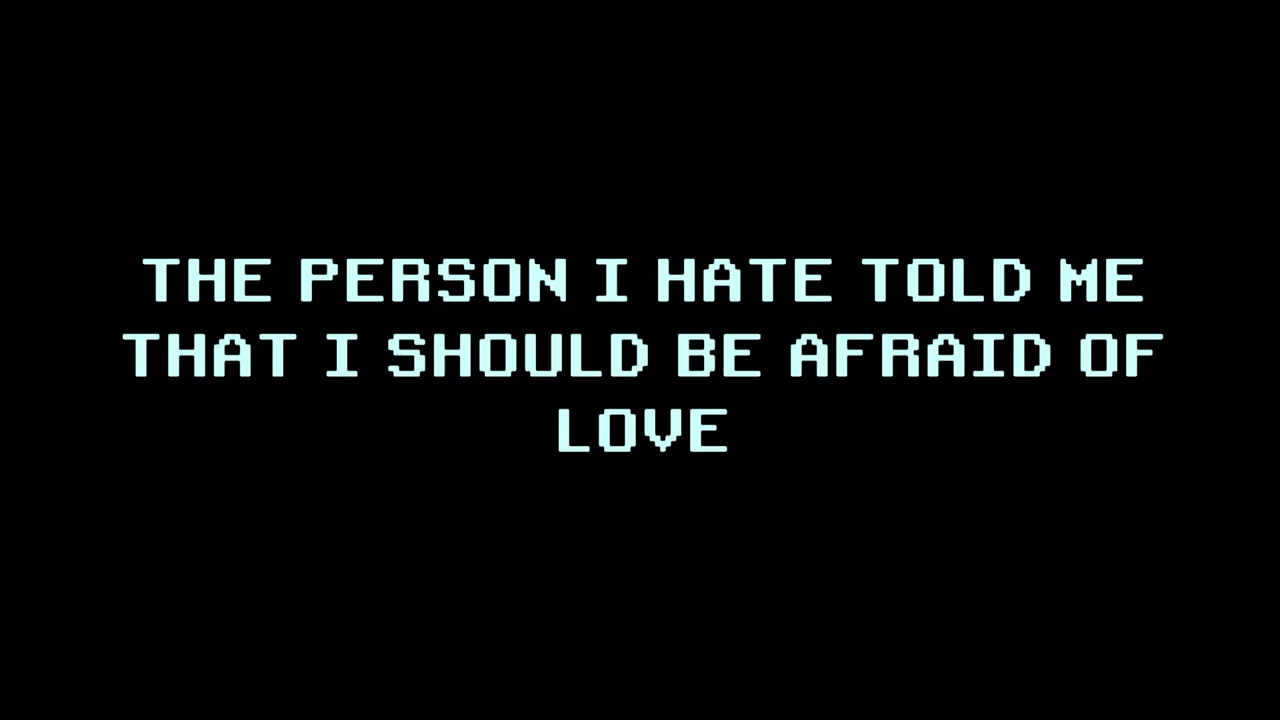 THE PERSON I HATE TOLD ME
THAT I SHOULD BE AFRAID OF
LOVE